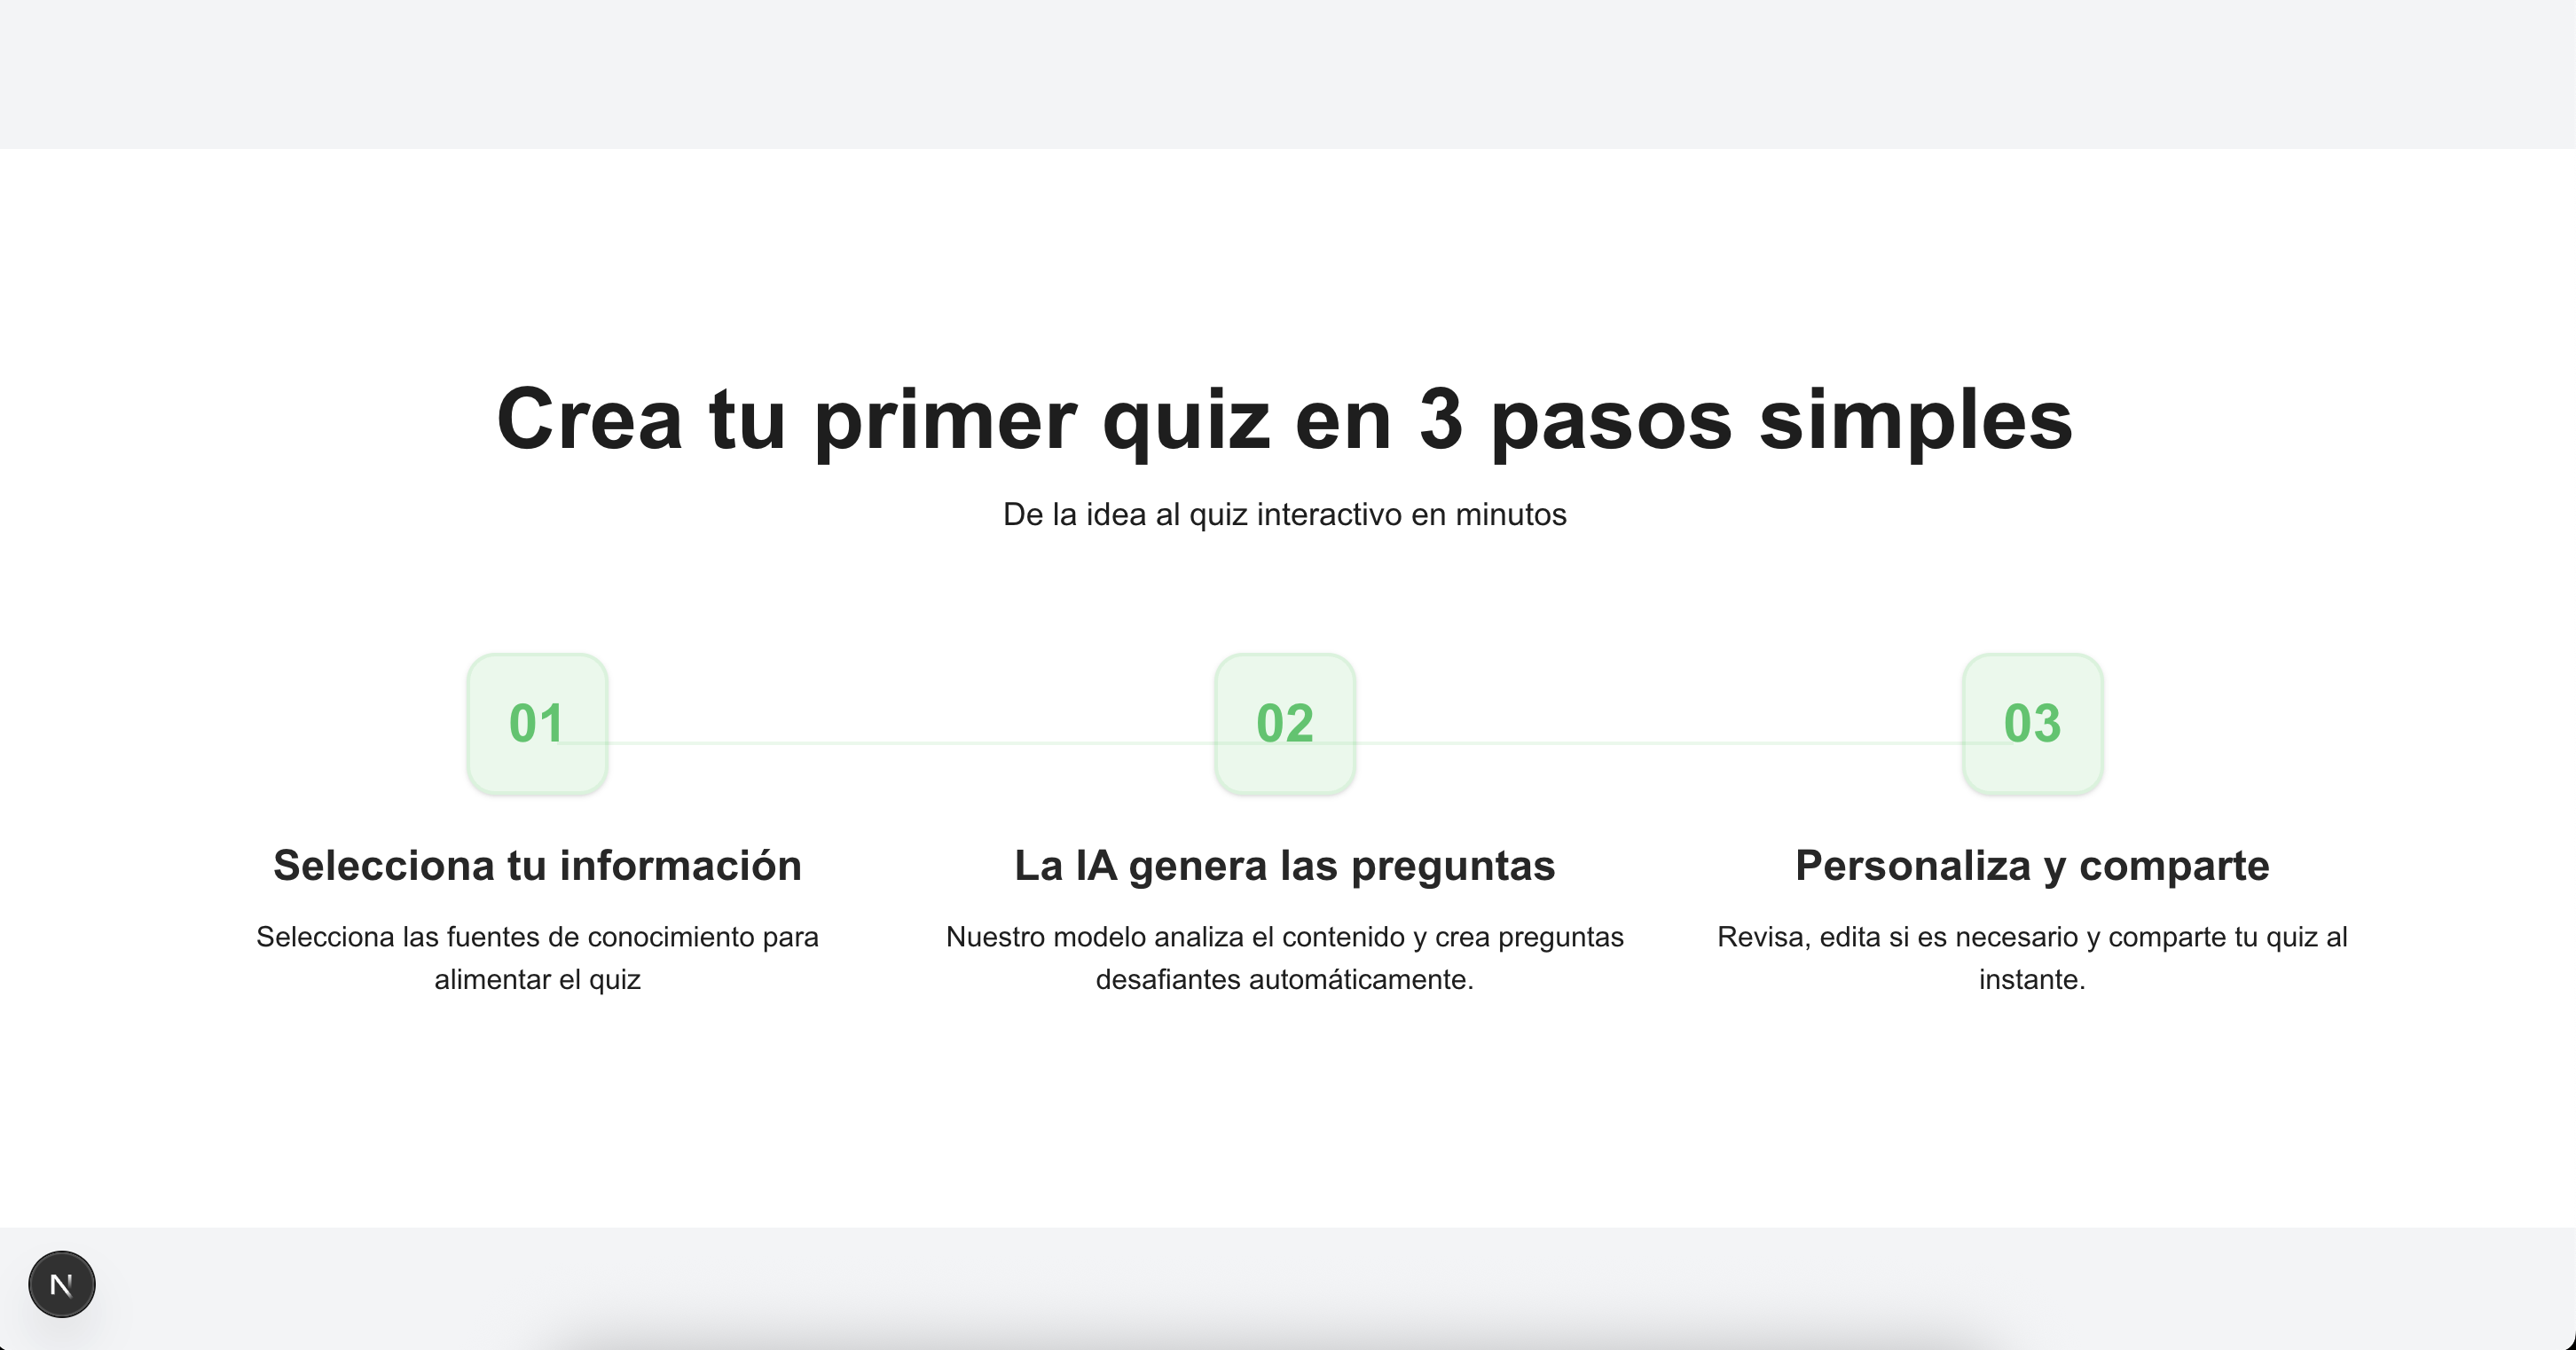 Crea tu primer quiz en 3 pasos simples
De la idea al quiz interactivo en minutos
01
02
03
Selecciona tu información
La IA genera las preguntas
Personaliza y comparte
Selecciona las fuentes de conocimiento para
alimentar el quiz
Nuestro modelo analiza el contenido y crea preguntas
desafiantes automáticamente.
Revisa, edita si es necesario y comparte tu quiz al
instante.
N